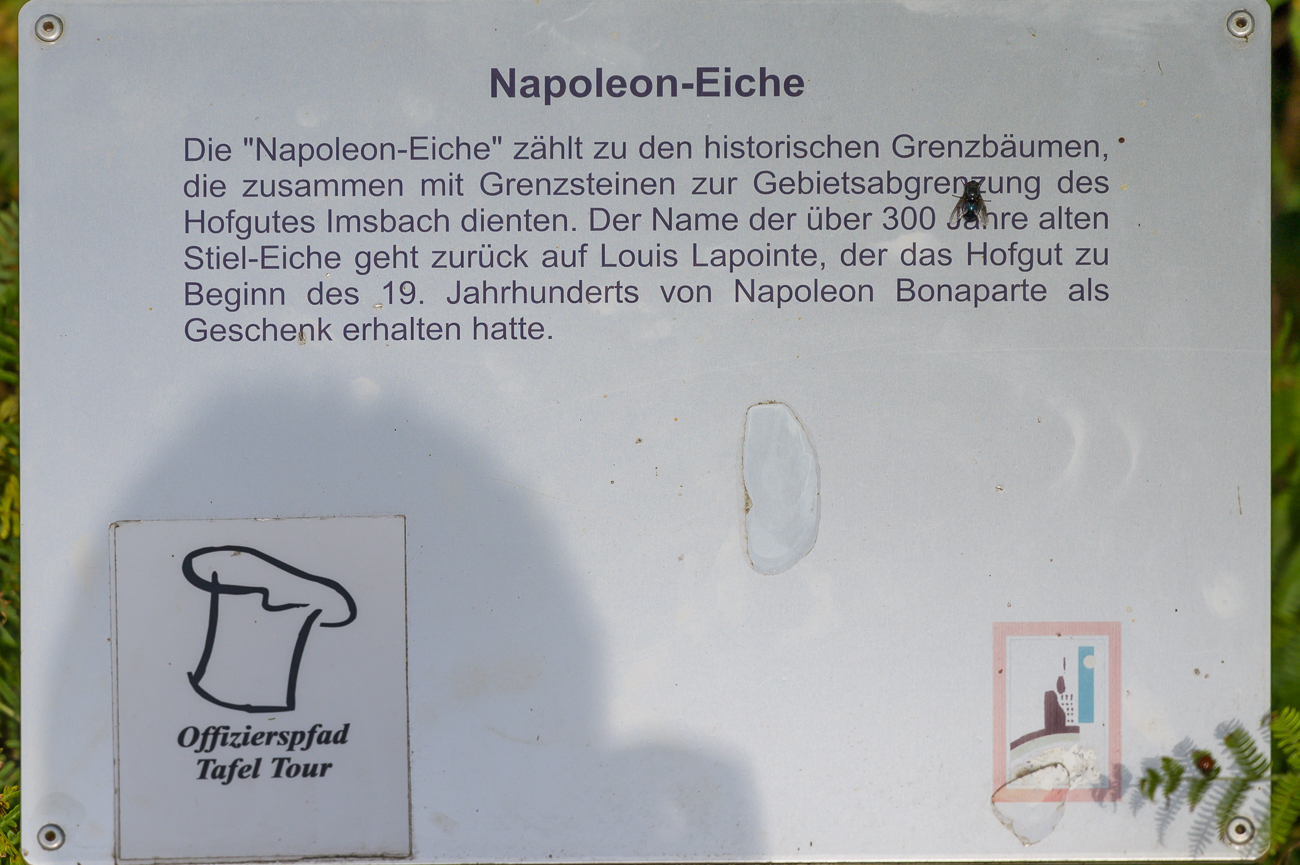 Napoleon-Eiche
Die "Napoleon-Eiche" zählt zu den historischen Grenzbäumen,
die zusammen mit Grenzsteinen zur Gebietsabgrenzung des
Hofgutes Imsbach dienten. Der Name der über 300 Jahre alten
Stiel-Eiche geht zurück auf Louis Lapointe, der das Hofgut zu
Beginn des 19. Jahrhunderts von Napoleon Bonaparte als
Geschenk erhalten hatte.
Offizierspfad
Tafel Tour